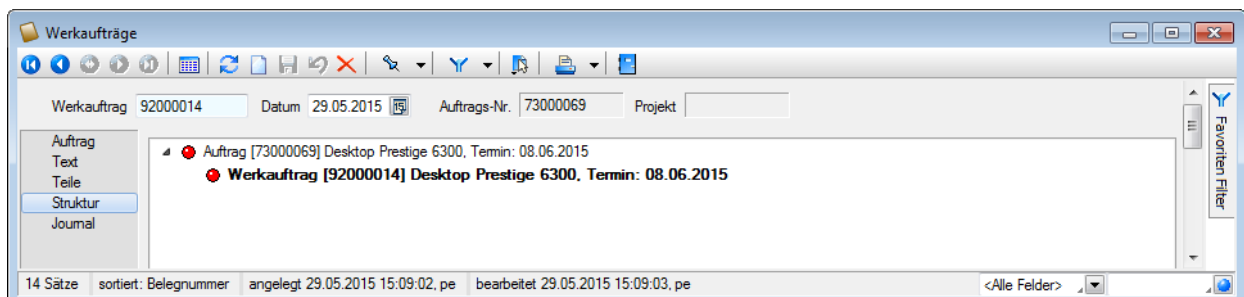 Werkaufträge
Werkauftrag 92000014 Datum 29.05.2015 15 Auftrags-Nr. 73000069 Projekt
Auftrag
Text
Teile
Struktur
Journal
Auftrag [73000069] Desktop Prestige 6300, Termin: 08.06.2015
Werkauftrag [92000014] Desktop Prestige 6300, Termin: 08.06.2015
Favoriten Filter
14 Sätze sortiert: Belegnummer angelegt 29.05.2015 15:09:02, pe bearbeitet 29.05.2015 15:09:03, pe <Alle Felder>